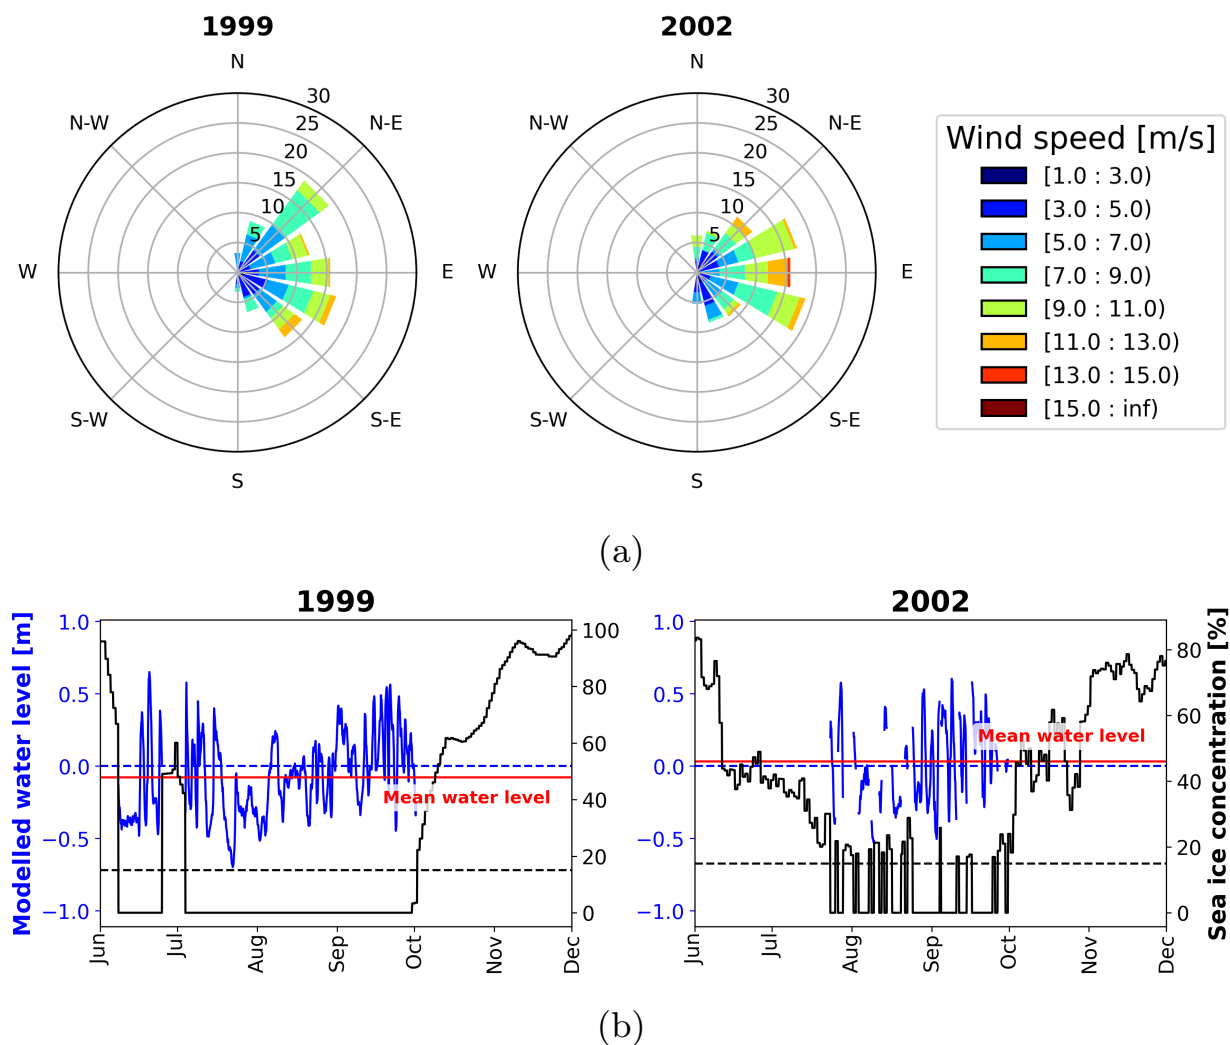 1999
2002
N
N-E
E
S-E
S
S-W
W
N-W
5
10
15
20
25
30
N
N-E
E
S-E
S
S-W
W
N-W
5
10
15
20
25
30
Wind speed [m/s]
[1.0 : 3.0)
[3.0 : 5.0)
[5.0 : 7.0)
[7.0 : 9.0)
[9.0 : 11.0)
[11.0 : 13.0)
[13.0 : 15.0)
[15.0 : inf)
(a)
1999
Modelled water level [m]
1.0
0.5
0.0
−0.5
−1.0
100
80
60
40
20
0
Mean water level
Jun
Jul
Aug
Sep
Oct
Nov
Dec
2002
1.0
0.5
0.0
−0.5
−1.0
80
60
40
20
0
Sea ice concentration [%]
Mean water level
Jun
Jul
Aug
Sep
Oct
Nov
Dec
(b)